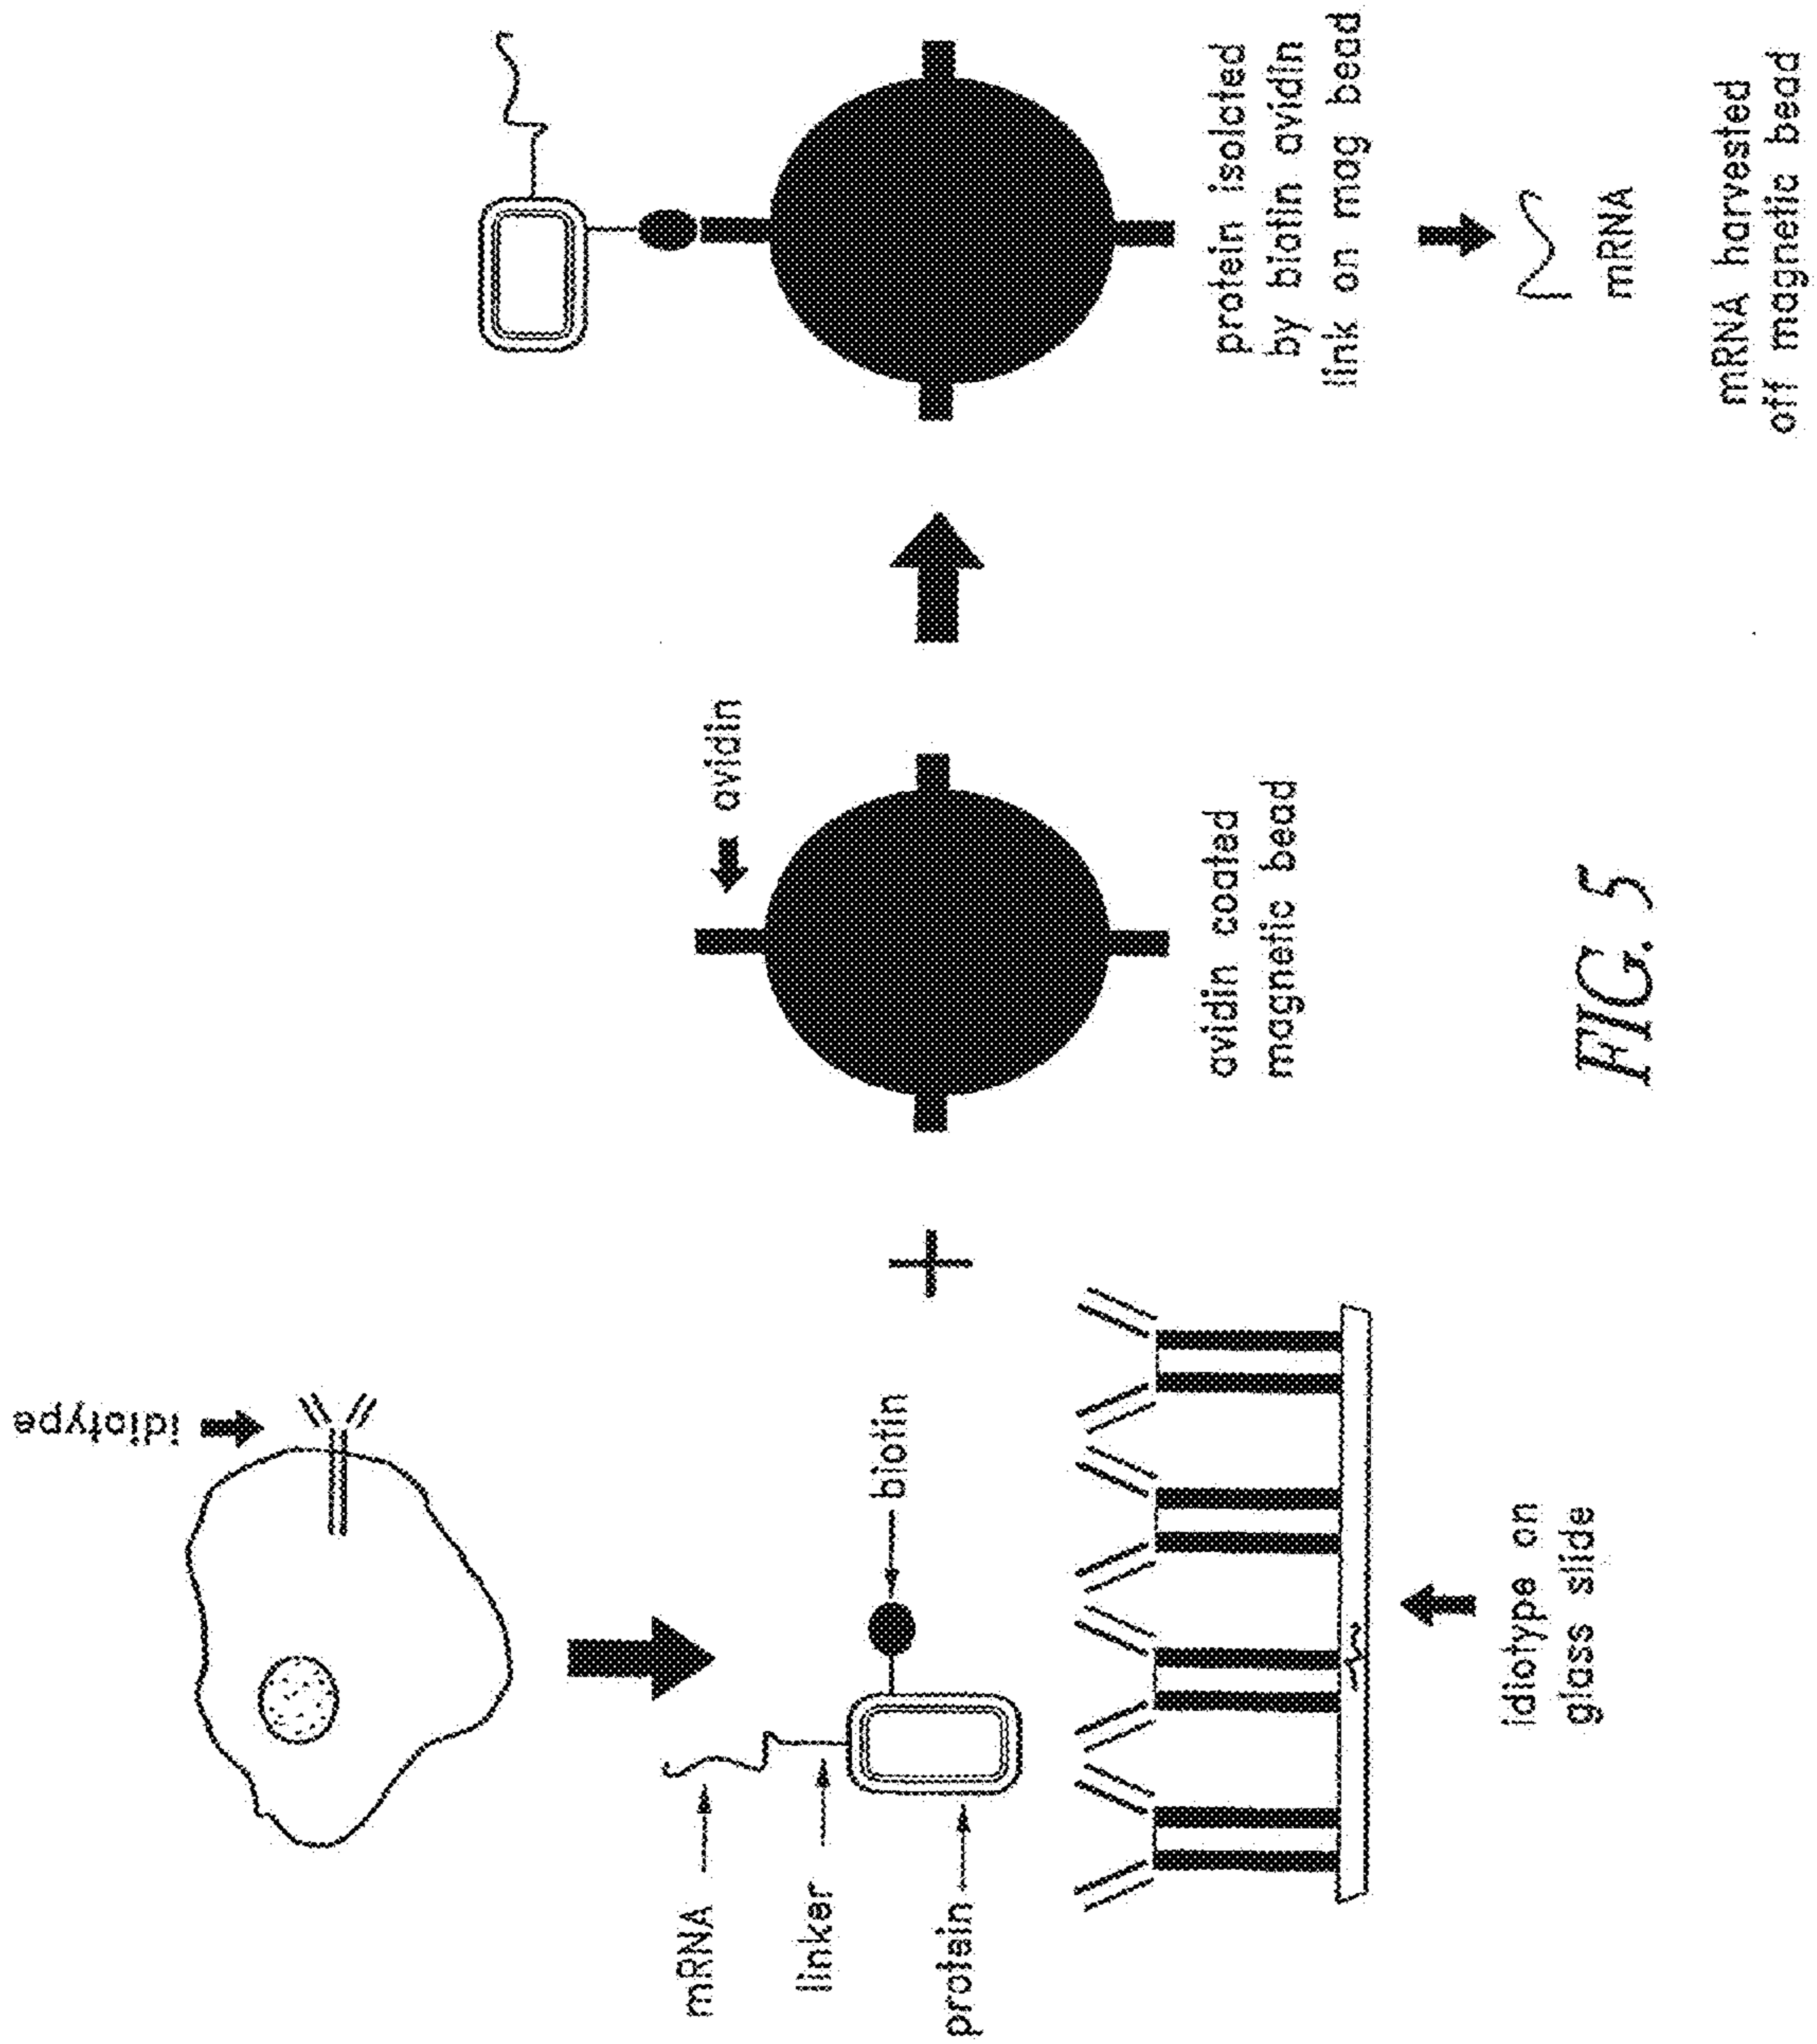 idiotype
mRNA
linker
protein
biotin
idiotype on
glass slide
avidin
avidin coated
magnetic bead
protein isolated
by biotin avidin
link on mag bead
mRNA
mRNA harvested
off magnetic bead
FIG. 5